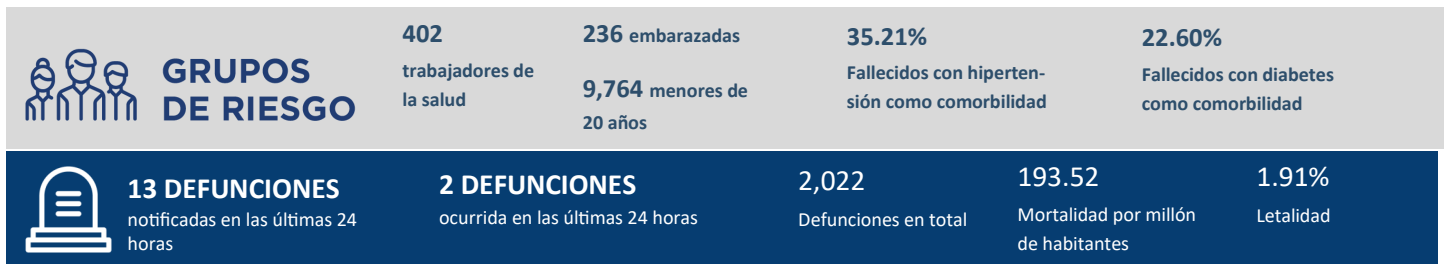 GRUPOS
DE RIESGO
402
trabajadores de
la salud
236 embarazadas
9,764 menores de
20 años
35.21%
Fallecidos con hiperten-
sión como comorbilidad
22.60%
Fallecidos con diabetes
como comorbilidad
13 DEFUNCIONES
notificadas en las últimas 24
horas
2 DEFUNCIONES
ocurrida en las últimas 24 horas
2,022
Defunciones en total
193.52
Mortalidad por millón
de habitantes
1.91%
Letalidad